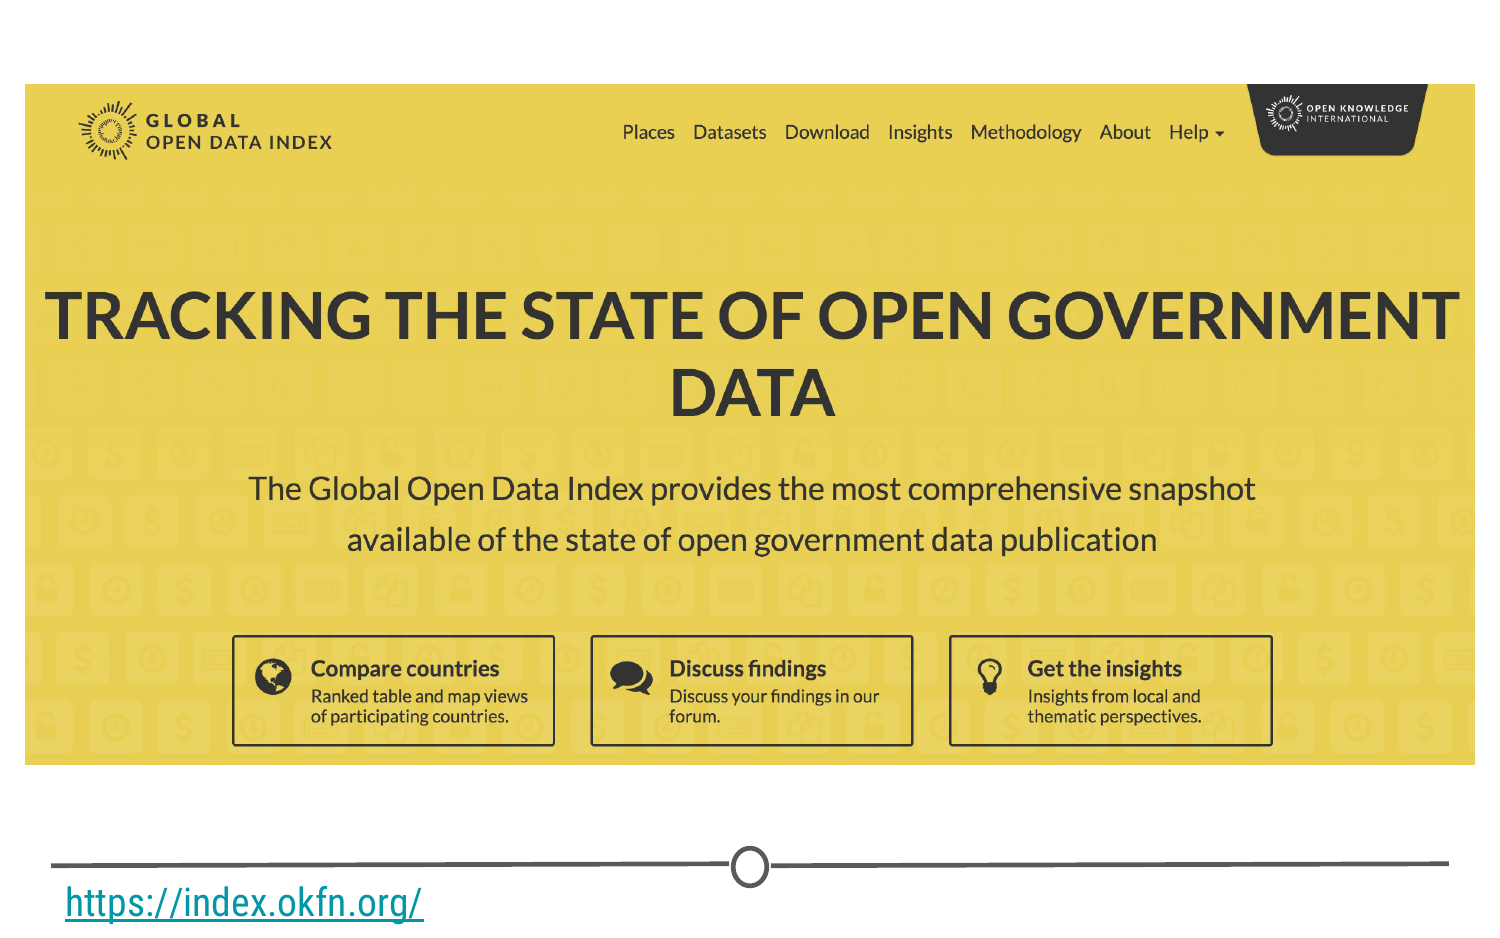 GLOBAL
OPEN DATA INDEX
Places Datasets Download Insights Methodology About Help
OPEN KNOWLEDGE
INTERNATIONAL
TRACKING THE STATE OF OPEN GOVERNMENT
DATA
The Global Open Data Index provides the most comprehensive snapshot
available of the state of open government data publication
Compare countries
Ranked table and map views
of participating countries.
Discuss findings
Discuss your findings in our
forum.
Get the insights
Insights from local and
thematic perspectives.
https://index.okfn.org/